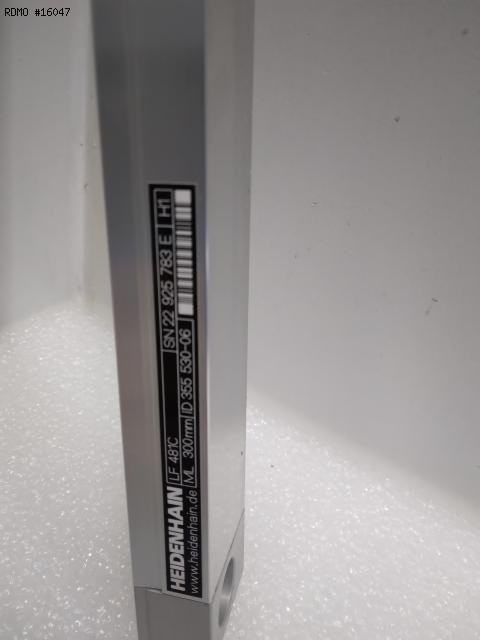 RDMO #16047
HEIDENHAIN
LF 481C
SN 22 925 783 E H1
www.heidenhain.de
ML 300mm ID 355 530-06